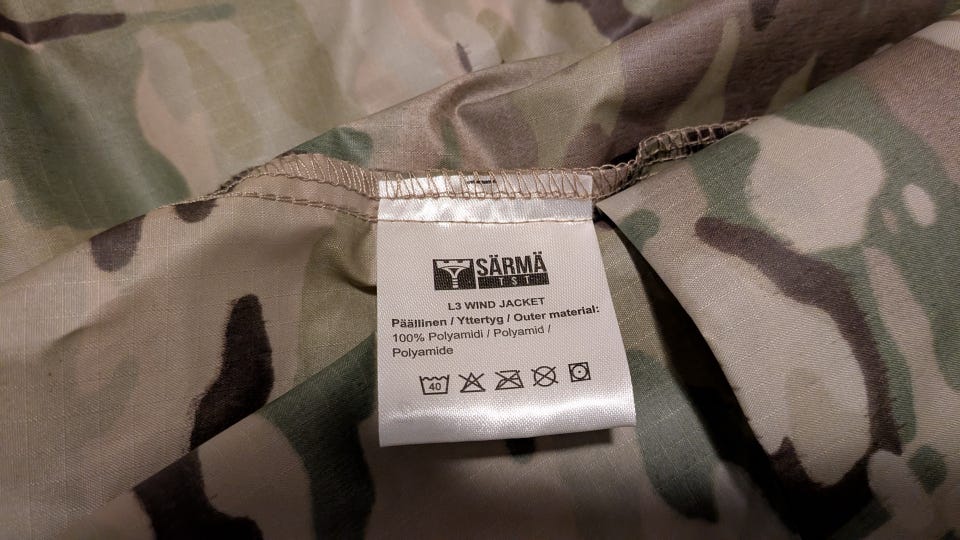 SÄRMÄ
TST
L3 WIND JACKET
Päällinen / Yttertyg / Outer material:
100% Polyamidi / Polyamid /
Polyamide
40